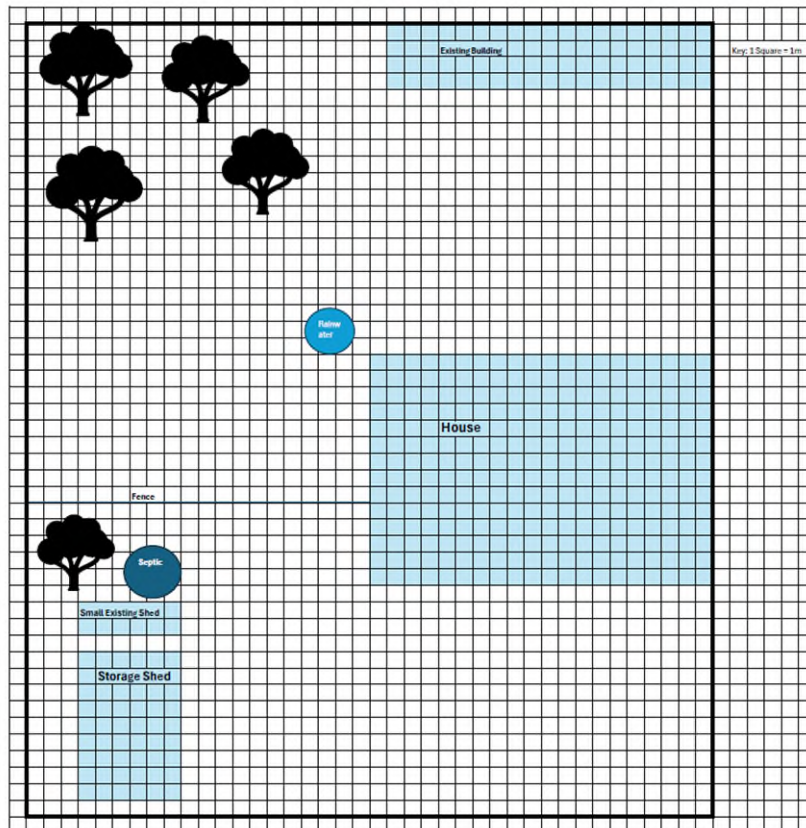 Existing Building
Key: 1 Square = 1m
Rainw
ater
House
Fence
Septic
Small Existing Shed
Storage Shed